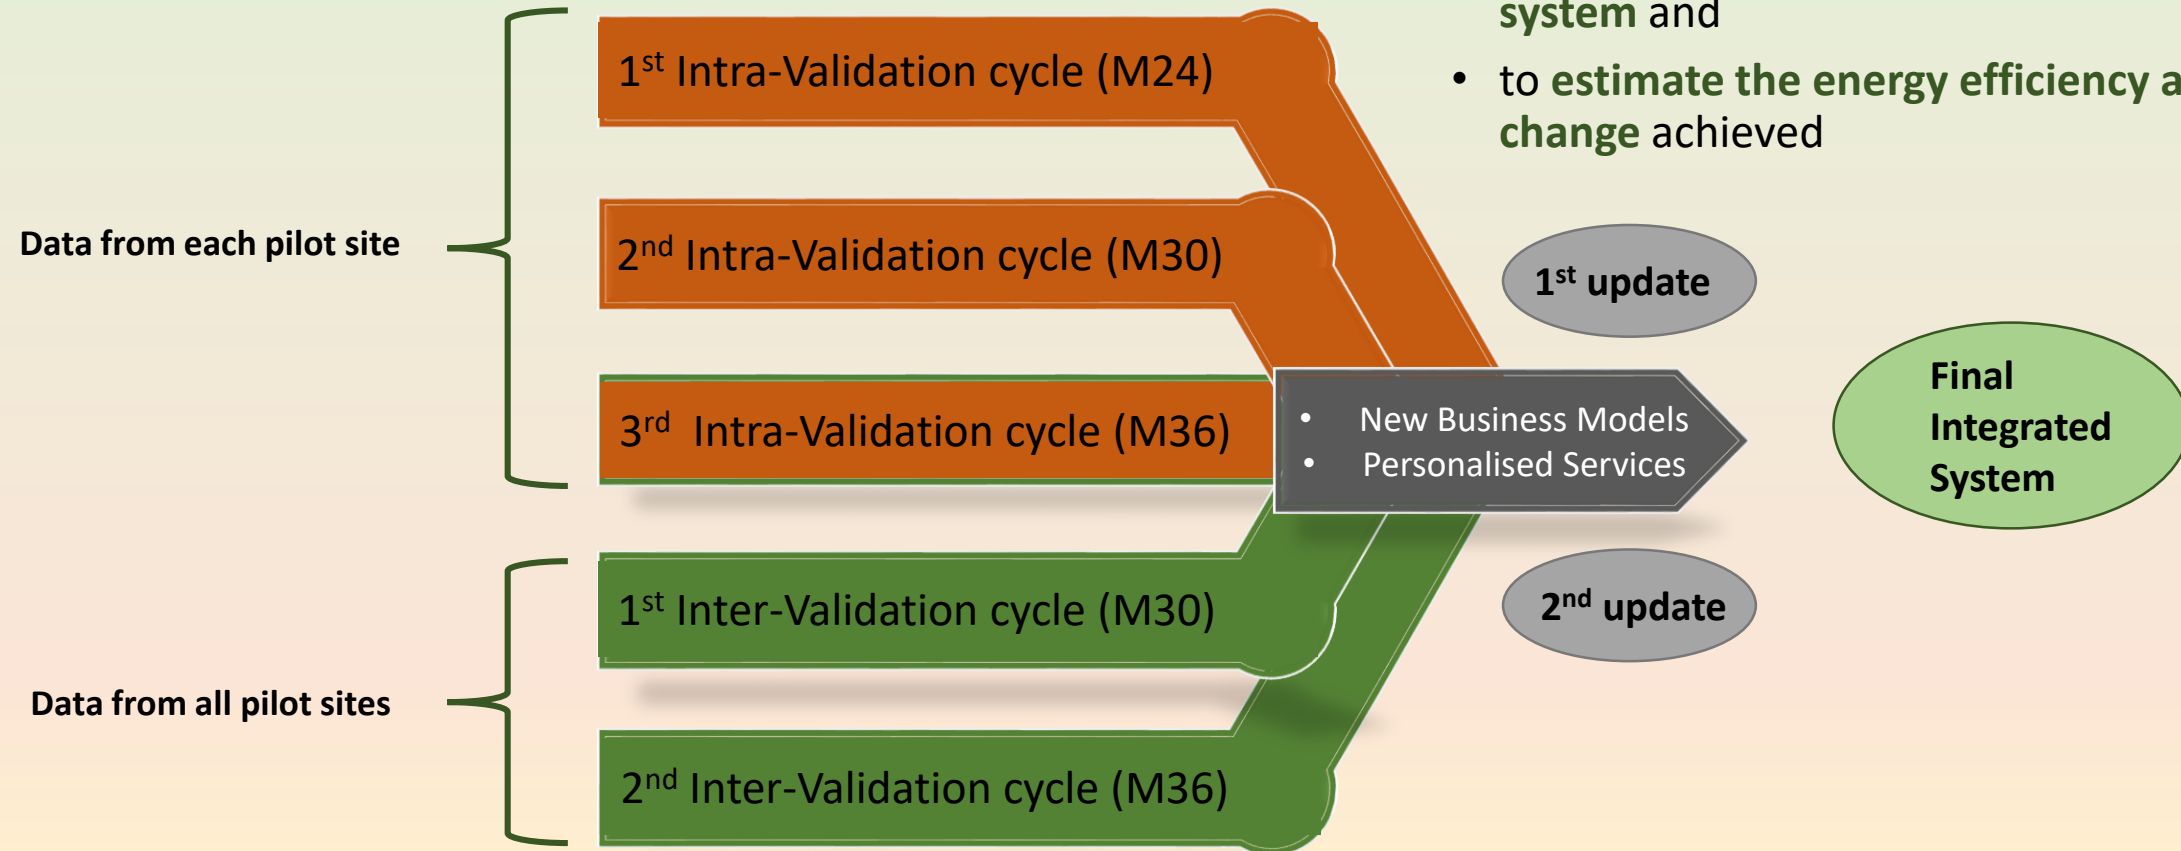 system and
• to estimate the energy efficiency a
change achieved
Data from each pilot site
1st Intra-Validation cycle (M24)
2nd Intra-Validation cycle (M30)
3rd Intra-Validation cycle (M36)
1st update
• New Business Models
• Personalised Services
Final
Integrated
System
Data from all pilot sites
1st Inter-Validation cycle (M30)
2nd Inter-Validation cycle (M36)
2nd update